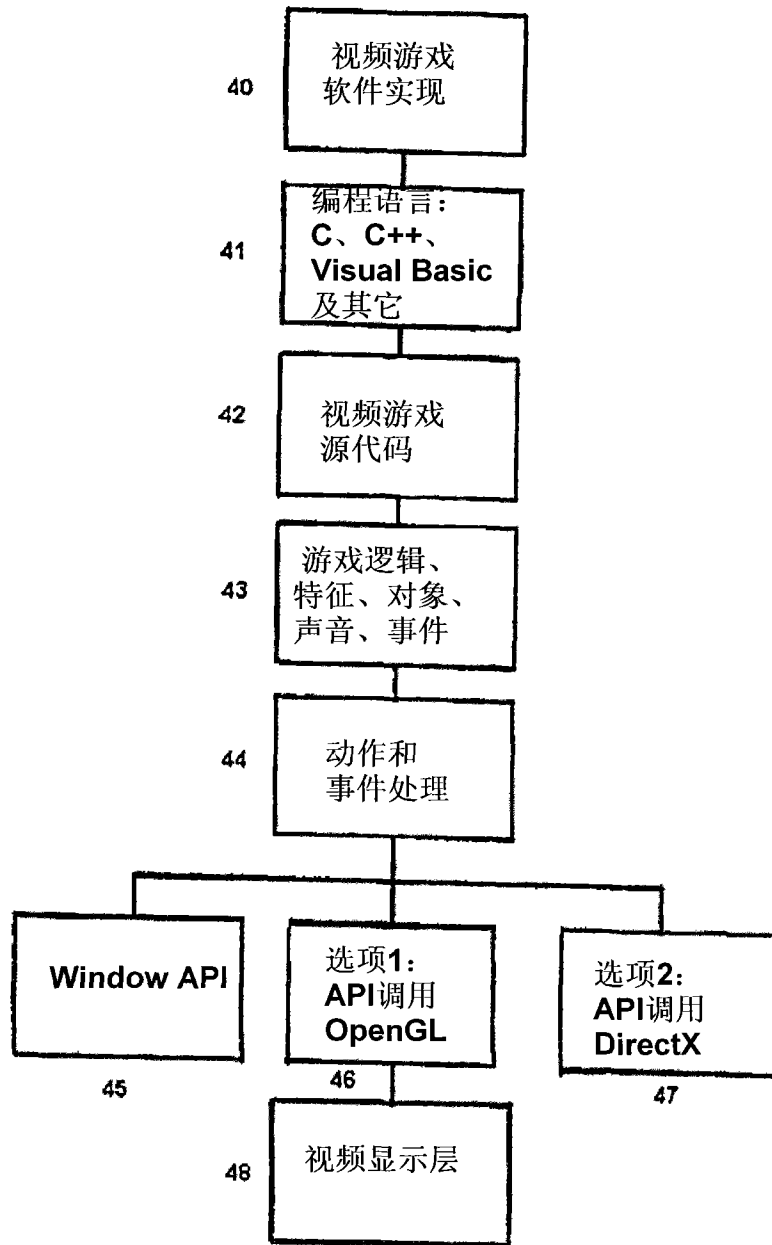 视频游戏
软件实现
40
编程语言：
C、C++、
Visual Basic
及其它
41
视频游戏
源代码
42
游戏逻辑、
特征、对象、
声音、事件
43
动作和
事件处理
44
Window API
45
选项1：
API调用
OpenGL
46
选项2：
API调用
DirectX
47
视频显示层
48